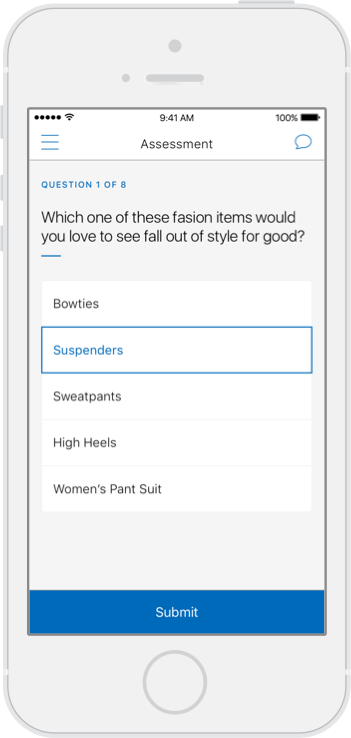 9:41 AM
100%
Assessment
QUESTION 1 OF 8
Which one of these fasion items would
you love to see fall out of style for good?
Bowties
Suspenders
Sweatpants
High Heels
Women's Pant Suit
Submit